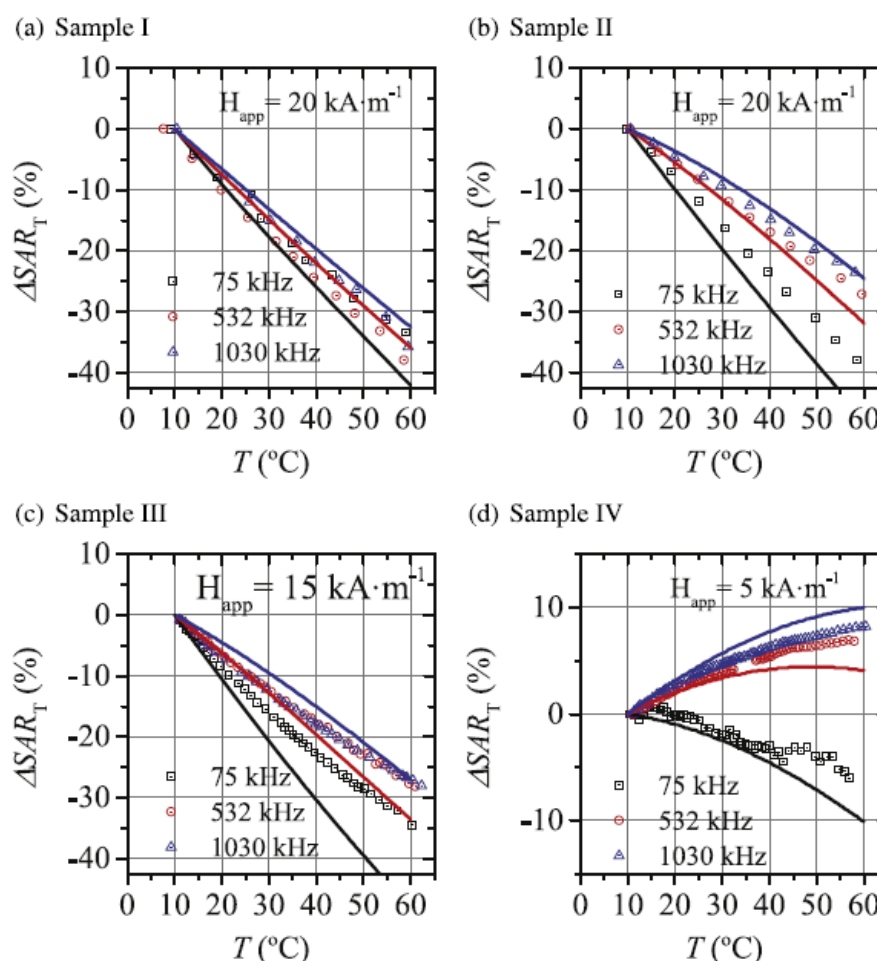 (a) Sample I
H_app = 20 kA·m⁻¹
10
0
-10
-20
-30
-40
ΔSAR_T (%)
75 kHz
532 kHz
1030 kHz
0 10 20 30 40 50 60
T (ºC)
(b) Sample II
H_app = 20 kA·m⁻¹
10
0
-10
-20
-30
-40
ΔSAR_T (%)
75 kHz
532 kHz
1030 kHz
0 10 20 30 40 50 60
T (ºC)
(c) Sample III
H_app = 15 kA·m⁻¹
10
0
-10
-20
-30
-40
ΔSAR_T (%)
75 kHz
532 kHz
1030 kHz
0 10 20 30 40 50 60
T (ºC)
(d) Sample IV
H_app = 5 kA·m⁻¹
10
0
-10
ΔSAR_T (%)
75 kHz
532 kHz
1030 kHz
0 10 20 30 40 50 60
T (ºC)